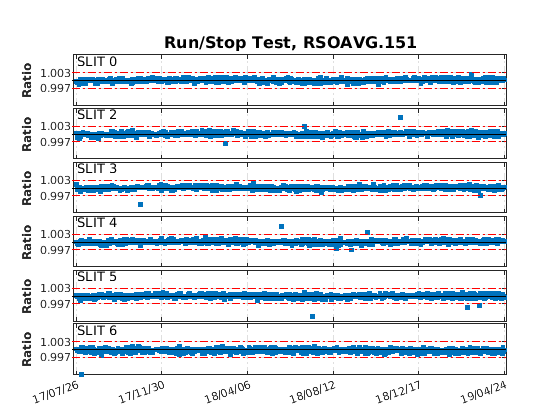 Run/Stop Test, RSOAVG.151
SLIT 0
Ratio
1.003
0.997
SLIT 2
Ratio
1.003
0.997
SLIT 3
Ratio
1.003
0.997
SLIT 4
Ratio
1.003
0.997
SLIT 5
Ratio
1.003
0.997
SLIT 6
Ratio
1.003
0.997
17/07/26 17/11/30 18/04/06 18/08/12 18/12/17 19/04/24